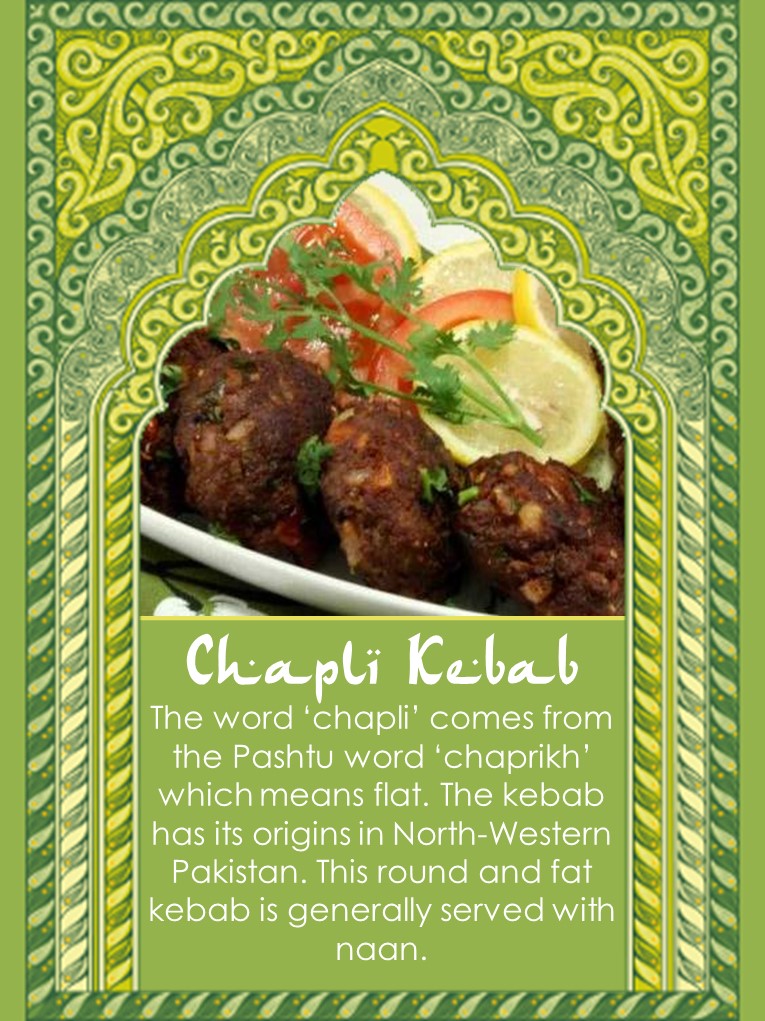 Chapli Kebab
The word ‘chapli’ comes from
the Pashtu word ‘chaprikh’
which means flat. The kebab
has its origins in North-Western
Pakistan. This round and fat
kebab is generally served with
naan.